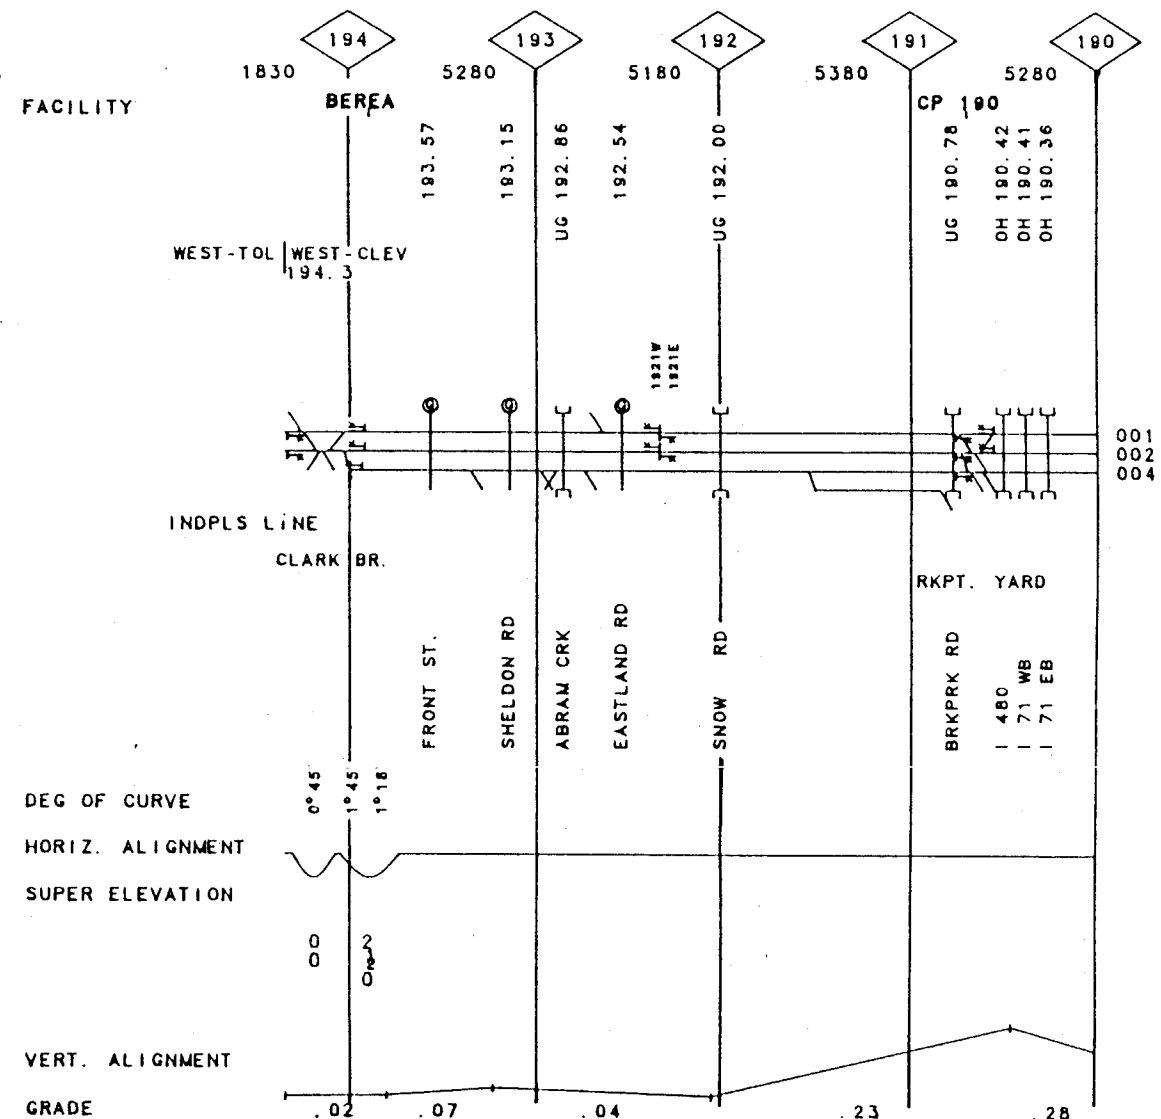 194 193 192 191 190
1830 5280 5180 5380 5280
FACILITY
BEREA
CP 190
193.57
193.15
UG 192.86
192.54
UG 192.00
UG 190.78
OH 190.42
OH 190.41
OH 190.36
WEST-TOL WEST-CLEV
194.3
1921W
1921E
001
002
004
INDPLS LINE
CLARK BR.
RKPT. YARD
FRONT ST.
SHELDON RD
ABRAM CRK
EASTLAND RD
SNOW RD
BRKPRK RD
I 480
I 71 WB
I 71 EB
DEG OF CURVE
0°45
1°45
1°18
HORIZ. ALIGNMENT
SUPER ELEVATION
0 2
0
0
VERT. ALIGNMENT
GRADE .02 .07 .04 .23 .28